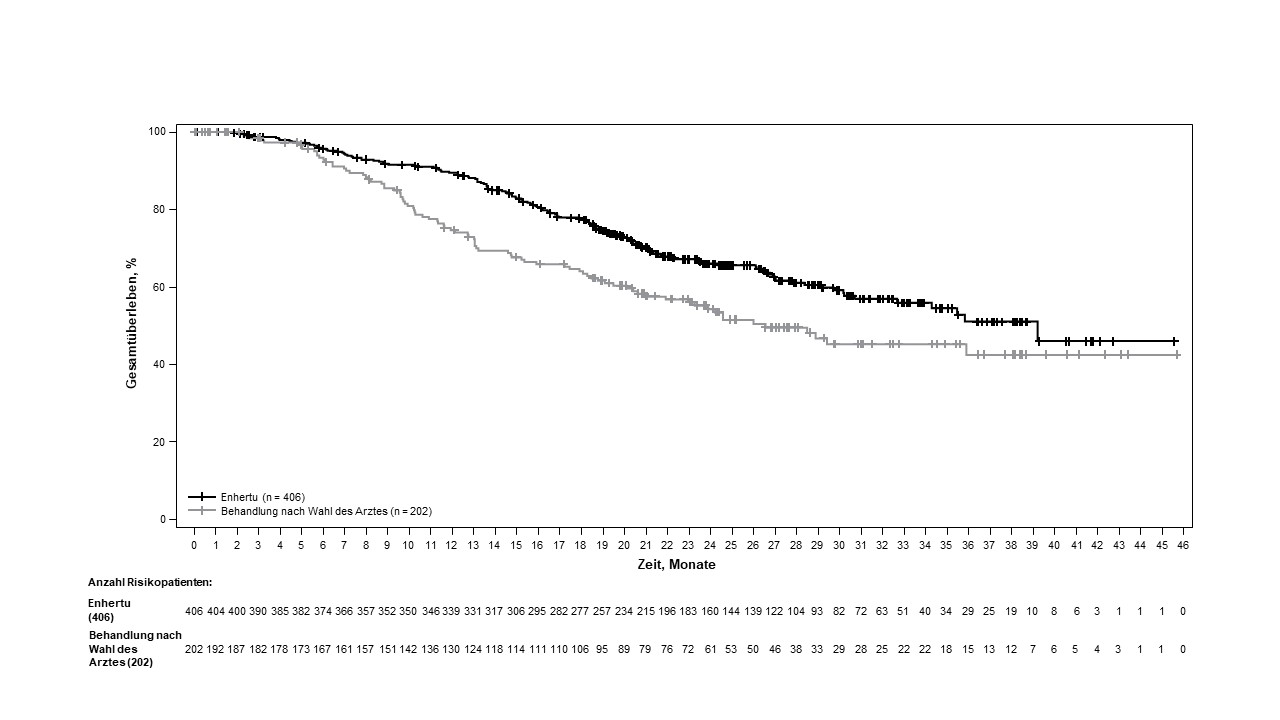 100
80
60
40
20
0
Gesamtüberleben, %
Enhertu (n = 406)
Behandlung nach Wahl des Arztes (n = 202)
0 1 2 3 4 5 6 7 8 9 10 11 12 13 14 15 16 17 18 19 20 21 22 23 24 25 26 27 28 29 30 31 32 33 34 35 36 37 38 39 40 41 42 43 44 45 46
Zeit, Monate
Anzahl Risikopatienten:
Enhertu
(406)
406 404 400 390 385 382 374 366 357 352 350 346 339 331 317 306 295 282 277 257 234 215 196 183 160 144 139 122 104 93 82 72 63 51 40 34 29 25 19 10 8 6 3 1 1 1 0
Behandlung nach
Wahl des
Arztes (202)
202 192 187 182 178 173 167 161 157 151 142 136 130 124 118 114 111 110 106 95 89 79 76 72 61 53 50 46 38 33 29 28 25 22 22 18 15 13 12 7 6 5 4 3 1 1 0